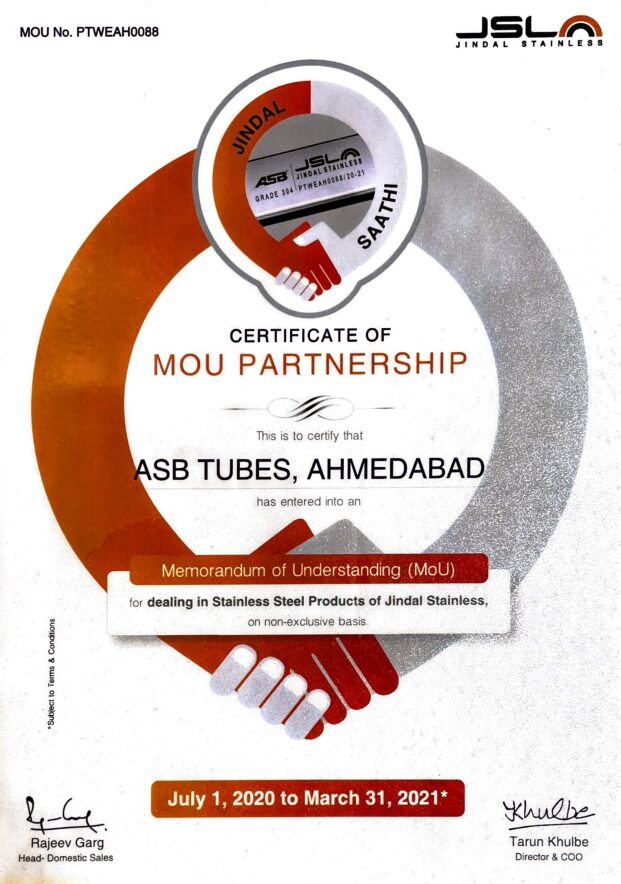 MOU No. PTWEAH0088
JSL
JINDAL STAINLESS
JINDAL
SAATHI
ASB JSL
JINDAL STAINLESS
GRADE 304 PTWEAH0088/20-21
CERTIFICATE OF
MOU PARTNERSHIP
This is to certify that
ASB TUBES, AHMEDABAD
has entered into an
Memorandum of Understanding (MoU)
for dealing in Stainless Steel Products of Jindal Stainless,
on non-exclusive basis.
*Subject to Terms & Conditions
July 1, 2020 to March 31, 2021*
Rajeev Garg
Head- Domestic Sales
Khulbe
Tarun Khulbe
Director & COO